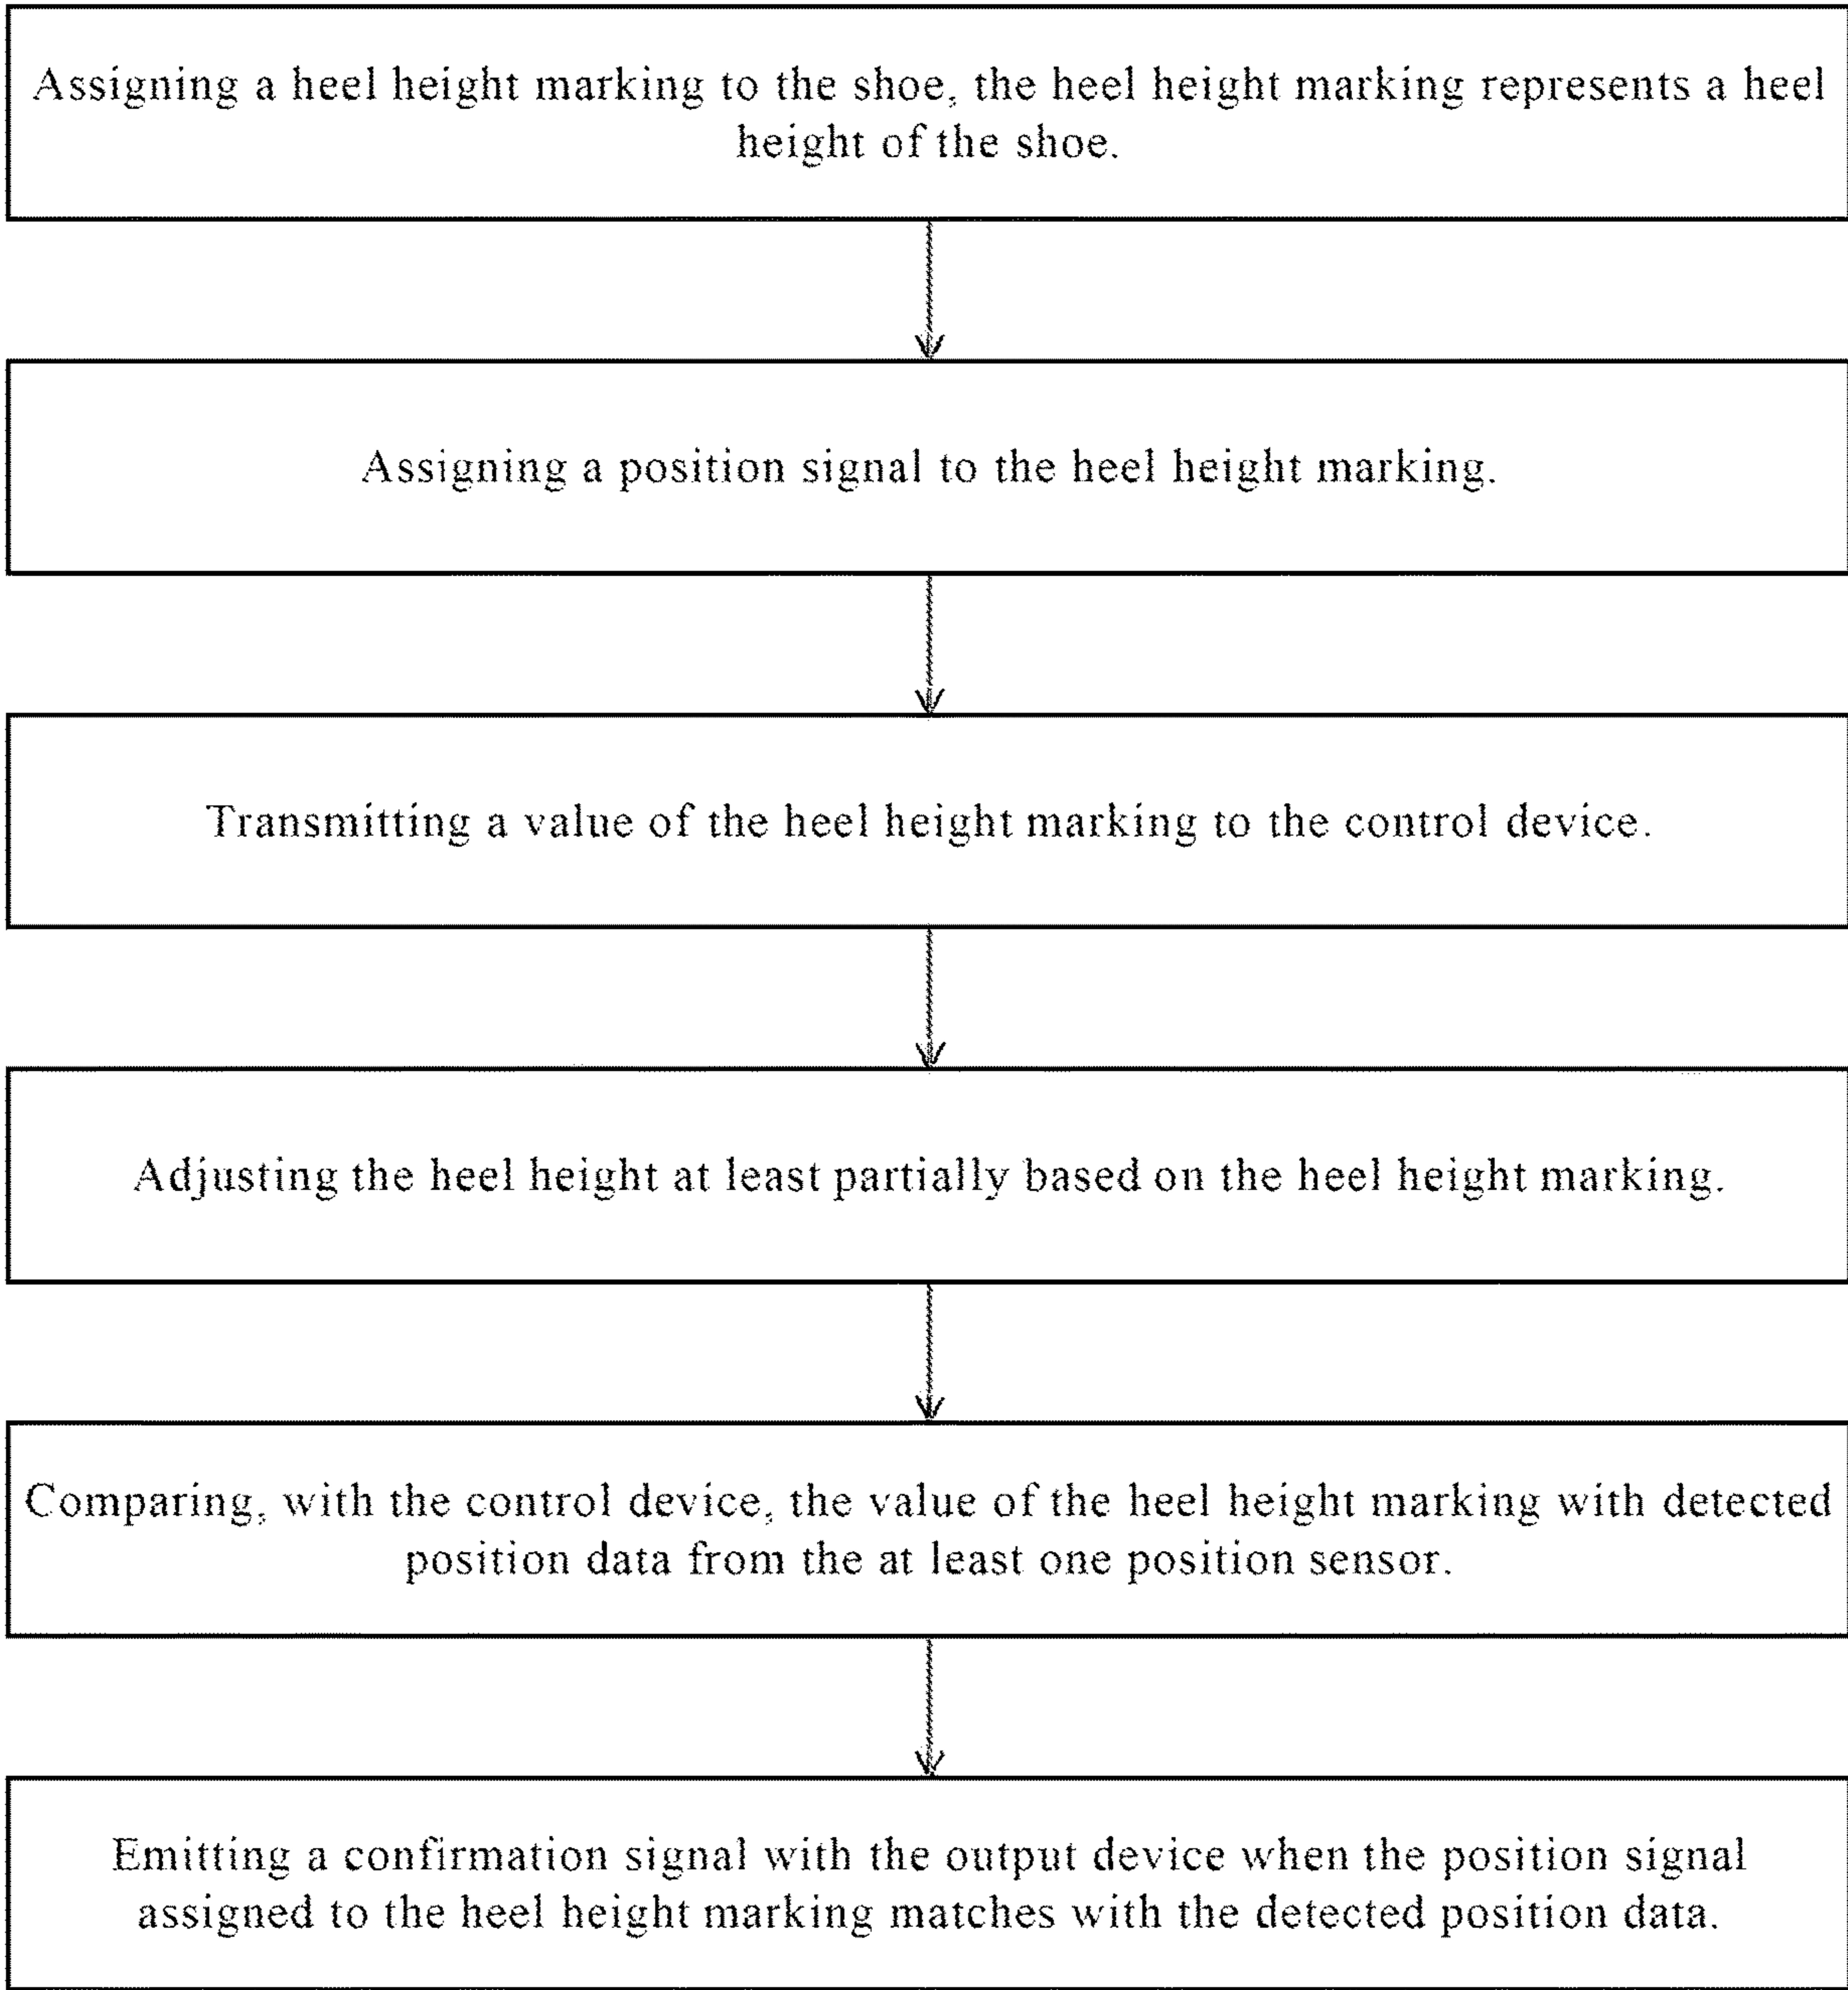 Assigning a heel height marking to the shoe, the heel height marking represents a heel
height of the shoe.
Assigning a position signal to the heel height marking.
Transmitting a value of the heel height marking to the control device.
Adjusting the heel height at least partially based on the heel height marking.
Comparing, with the control device, the value of the heel height marking with detected
position data from the at least one position sensor.
Emitting a confirmation signal with the output device when the position signal
assigned to the heel height marking matches with the detected position data.